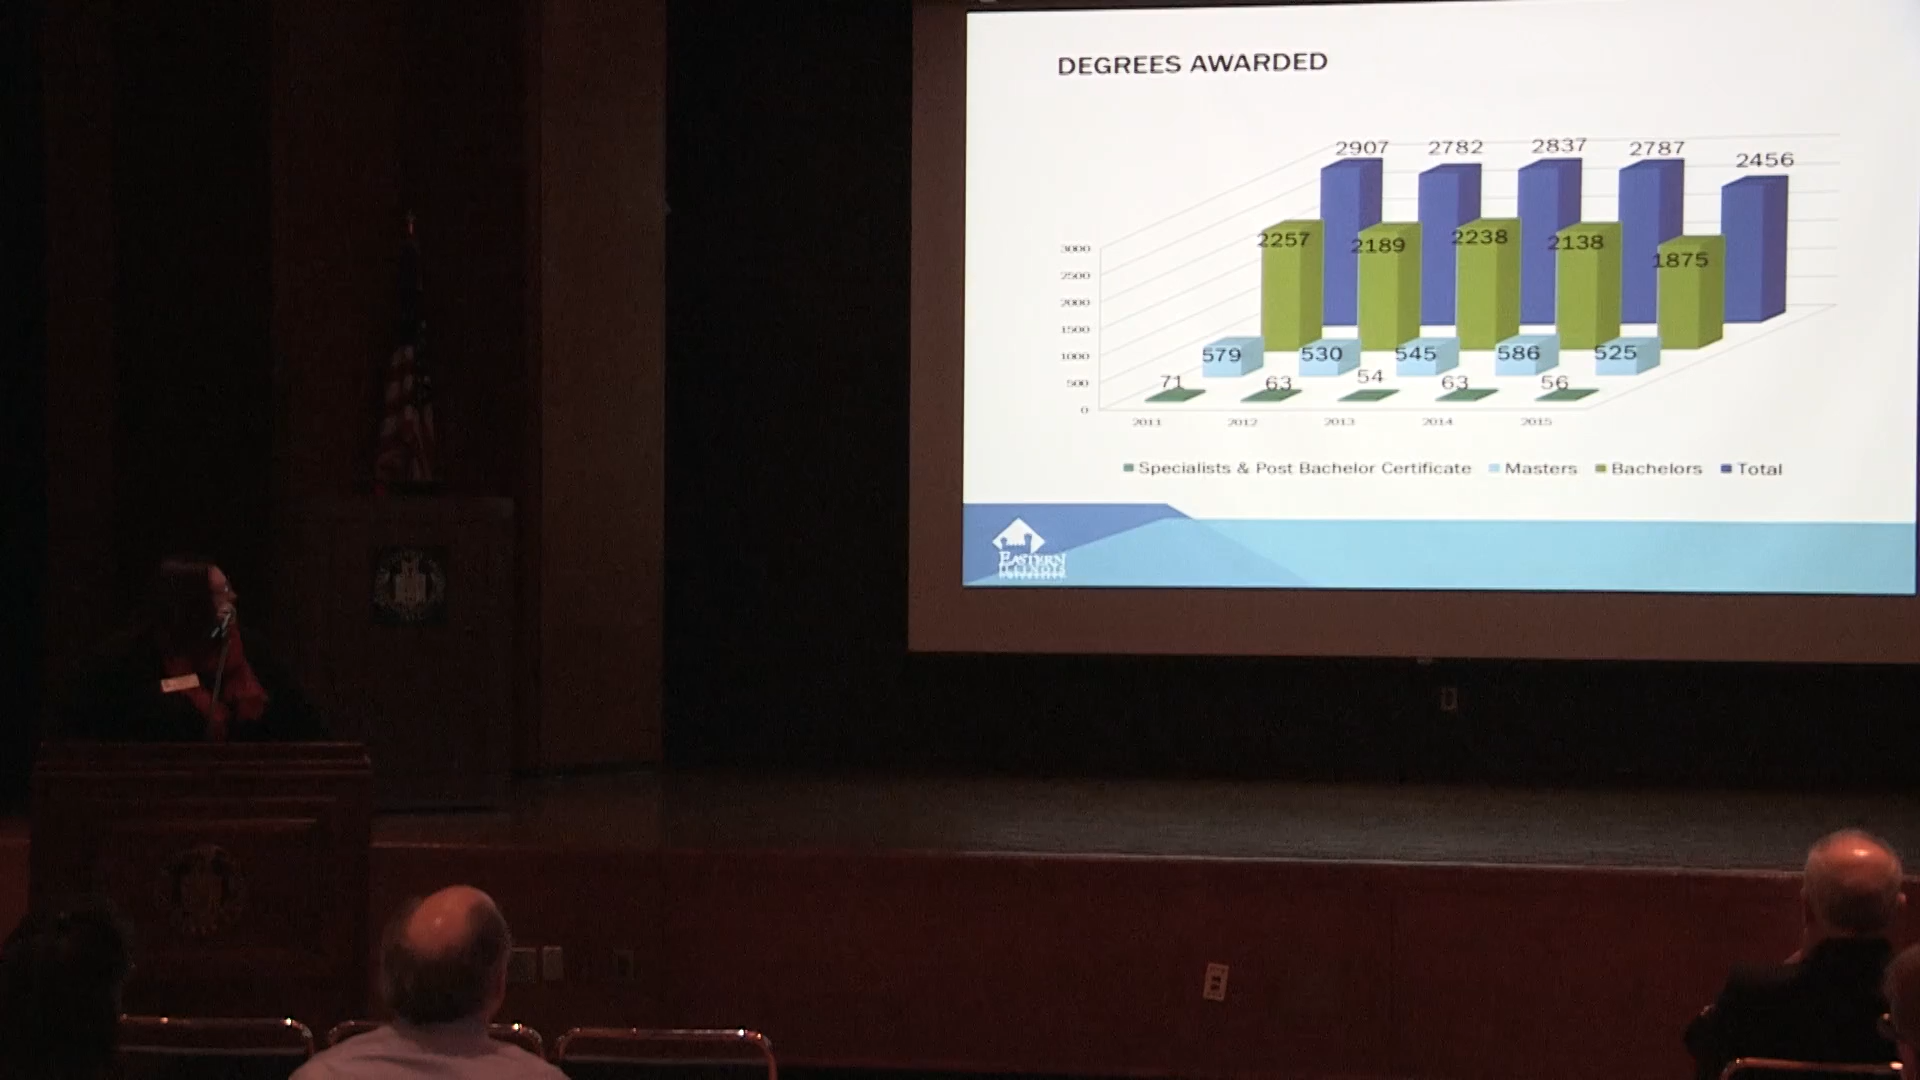 DEGREES AWARDED
2907 2782 2837 2787 2456
2257 2189 2238 2138 1875
579 530 545 586 525
71 63 54 63 56
3000
2500
2000
1500
1000
500
0
2011 2012 2013 2014 2015
Specialists & Post Bachelor Certificate Masters Bachelors Total
EASTERN
ILLINOIS
UNIVERSITY